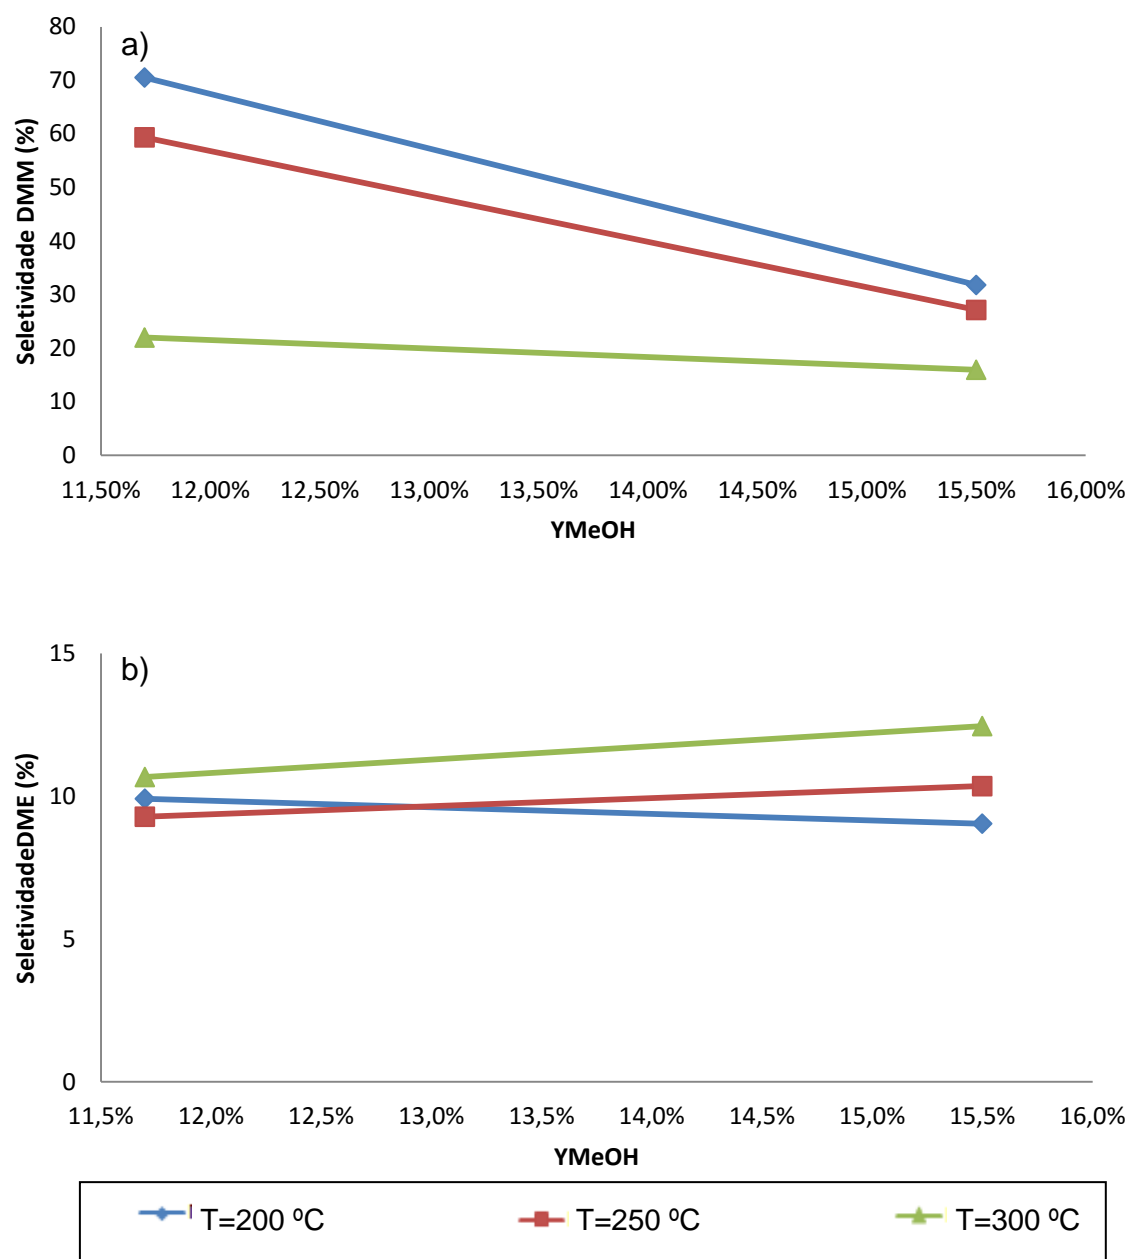 a)
Seletividade DMM (%)
80
70
60
50
40
30
20
10
0
11,50% 12,00% 12,50% 13,00% 13,50% 14,00% 14,50% 15,00% 15,50% 16,00%
YMeOH
b)
SeletividadeDME (%)
15
10
5
0
11,5% 12,0% 12,5% 13,0% 13,5% 14,0% 14,5% 15,0% 15,5% 16,0%
YMeOH
T=200 ºC T=250 ºC T=300 ºC